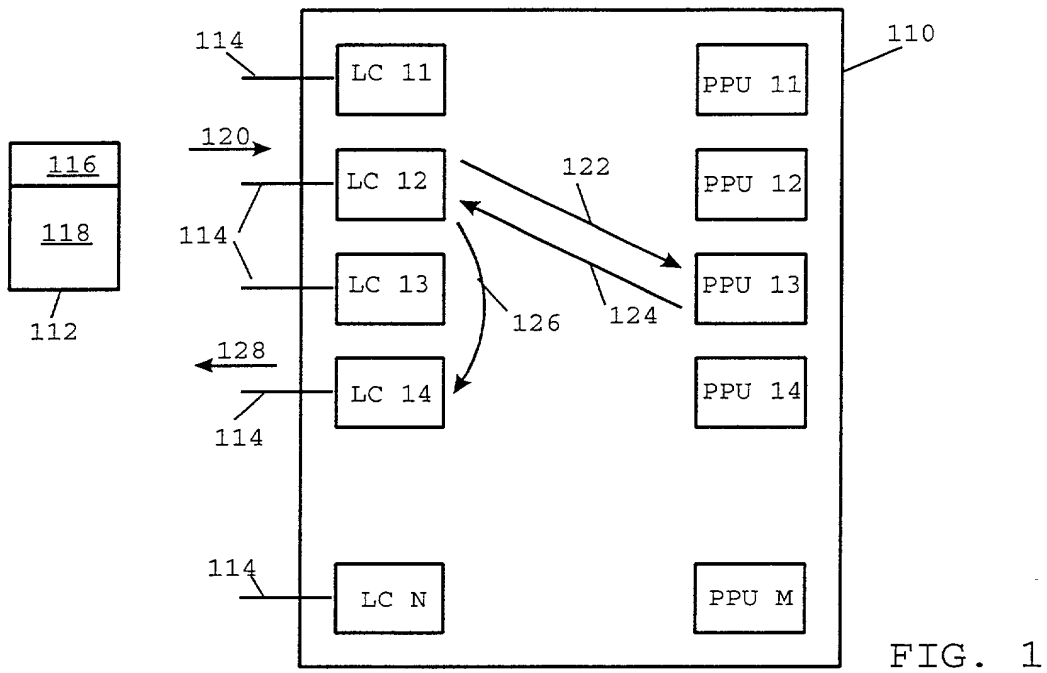 114
LC 11
PPU 11
110
120
116
118
112
LC 12
PPU 12
122
114
LC 13
PPU 13
126
124
128
LC 14
PPU 14
114
114
LC N
PPU M
FIG. 1